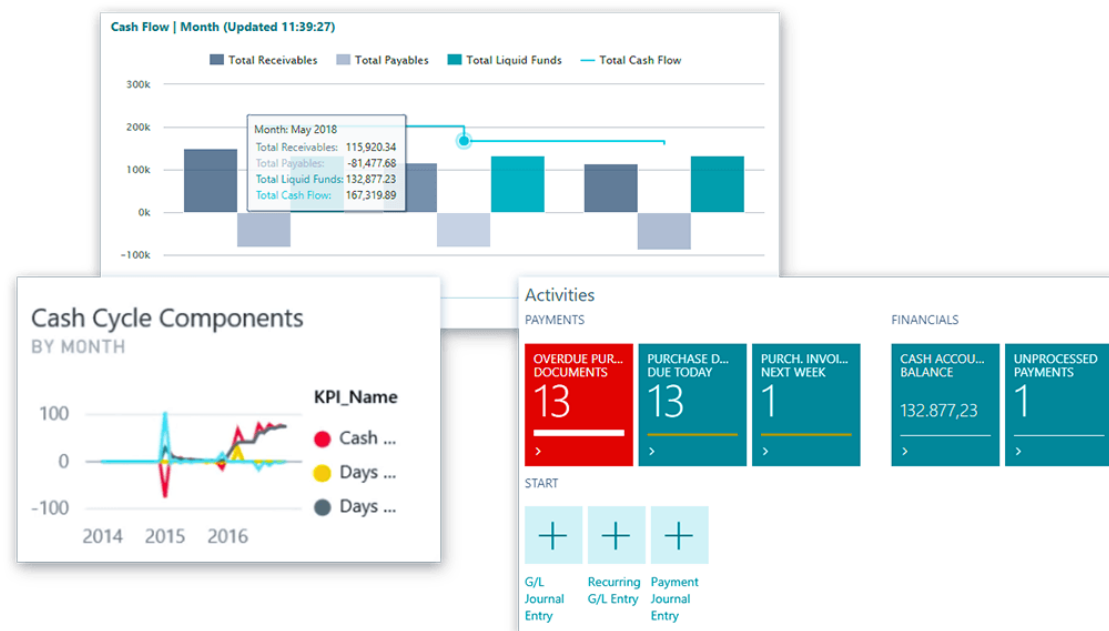 Cash Flow | Month (Updated 11:39:27)
Total Receivables Total Payables Total Liquid Funds Total Cash Flow
300k
200k
100k
0k
-100k
Month: May 2018
Total Receivables: 115,920.34
Total Payables: -81,477.68
Total Liquid Funds: 132,877.23
Total Cash Flow: 167,319.89
Cash Cycle Components
BY MONTH
100
0
-100
2014 2015 2016
KPI_Name
Cash ...
Days ...
Days ...
Activities
PAYMENTS
OVERDUE PUR...
DOCUMENTS
13
PURCHASE D...
DUE TODAY
13
PURCH. INVOI...
NEXT WEEK
1
FINANCIALS
CASH ACCOU...
BALANCE
132.877,23
UNPROCESSED
PAYMENTS
1
START
G/L
Journal
Entry
Recurring
G/L Entry
Payment
Journal
Entry